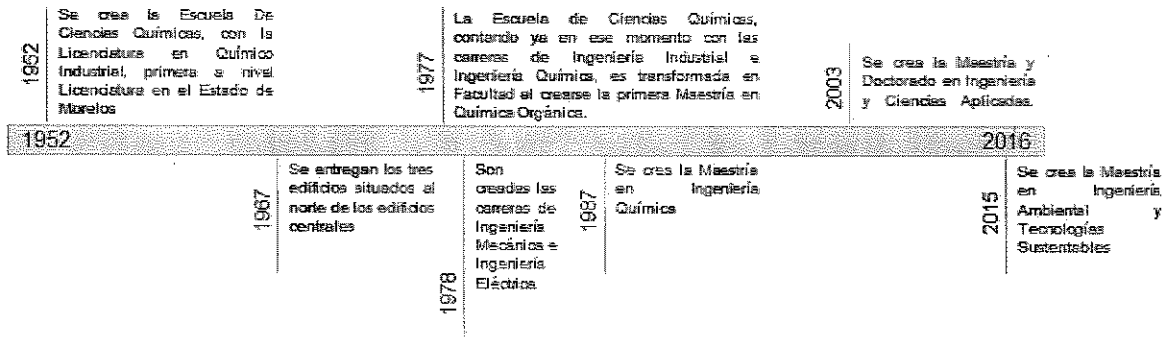 1952
Se crea la Escuela De
Ciencias Químicas, con la
Licenciatura en Químico
Industrial, primera a nivel
Licenciatura en el Estado de
Morelos
1977
La Escuela de Ciencias Químicas,
contando ya en ese momento con las
carreras de Ingeniería Industrial e
Ingeniería Química, es transformada en
Facultad al crearse la primera Maestría en
Química Orgánica.
2003
Se crea la Maestría y
Doctorado en Ingeniería
y Ciencias Aplicadas.
1952
2016
1967
Se entregan los tres
edificios situados al
norte de los edificios
centrales
1978
Son
creadas las
carreras de
Ingeniería
Mecánica e
Ingeniería
Eléctrica
1987
Se crea la Maestría
en Ingeniería
Química
2015
Se crea la Maestría
en Ingeniería
Ambiental y
Tecnologías
Sustentables